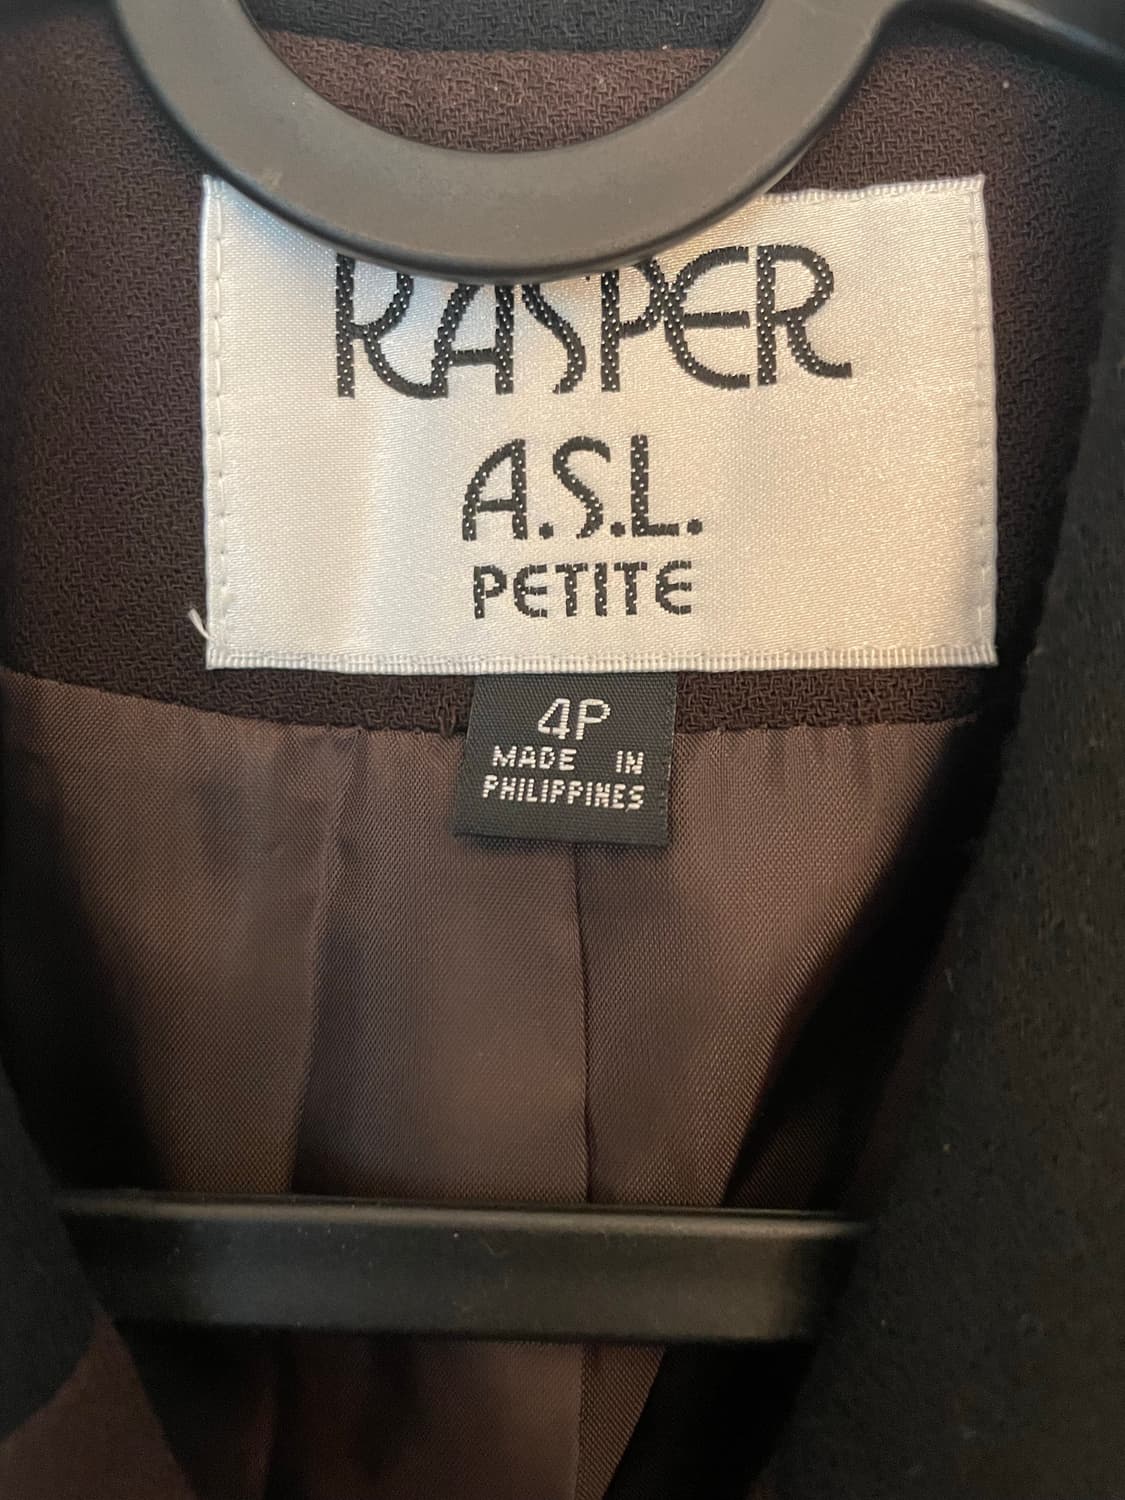 KASPER
A.S.L.
PETITE
4P
MADE IN
PHILIPPINES